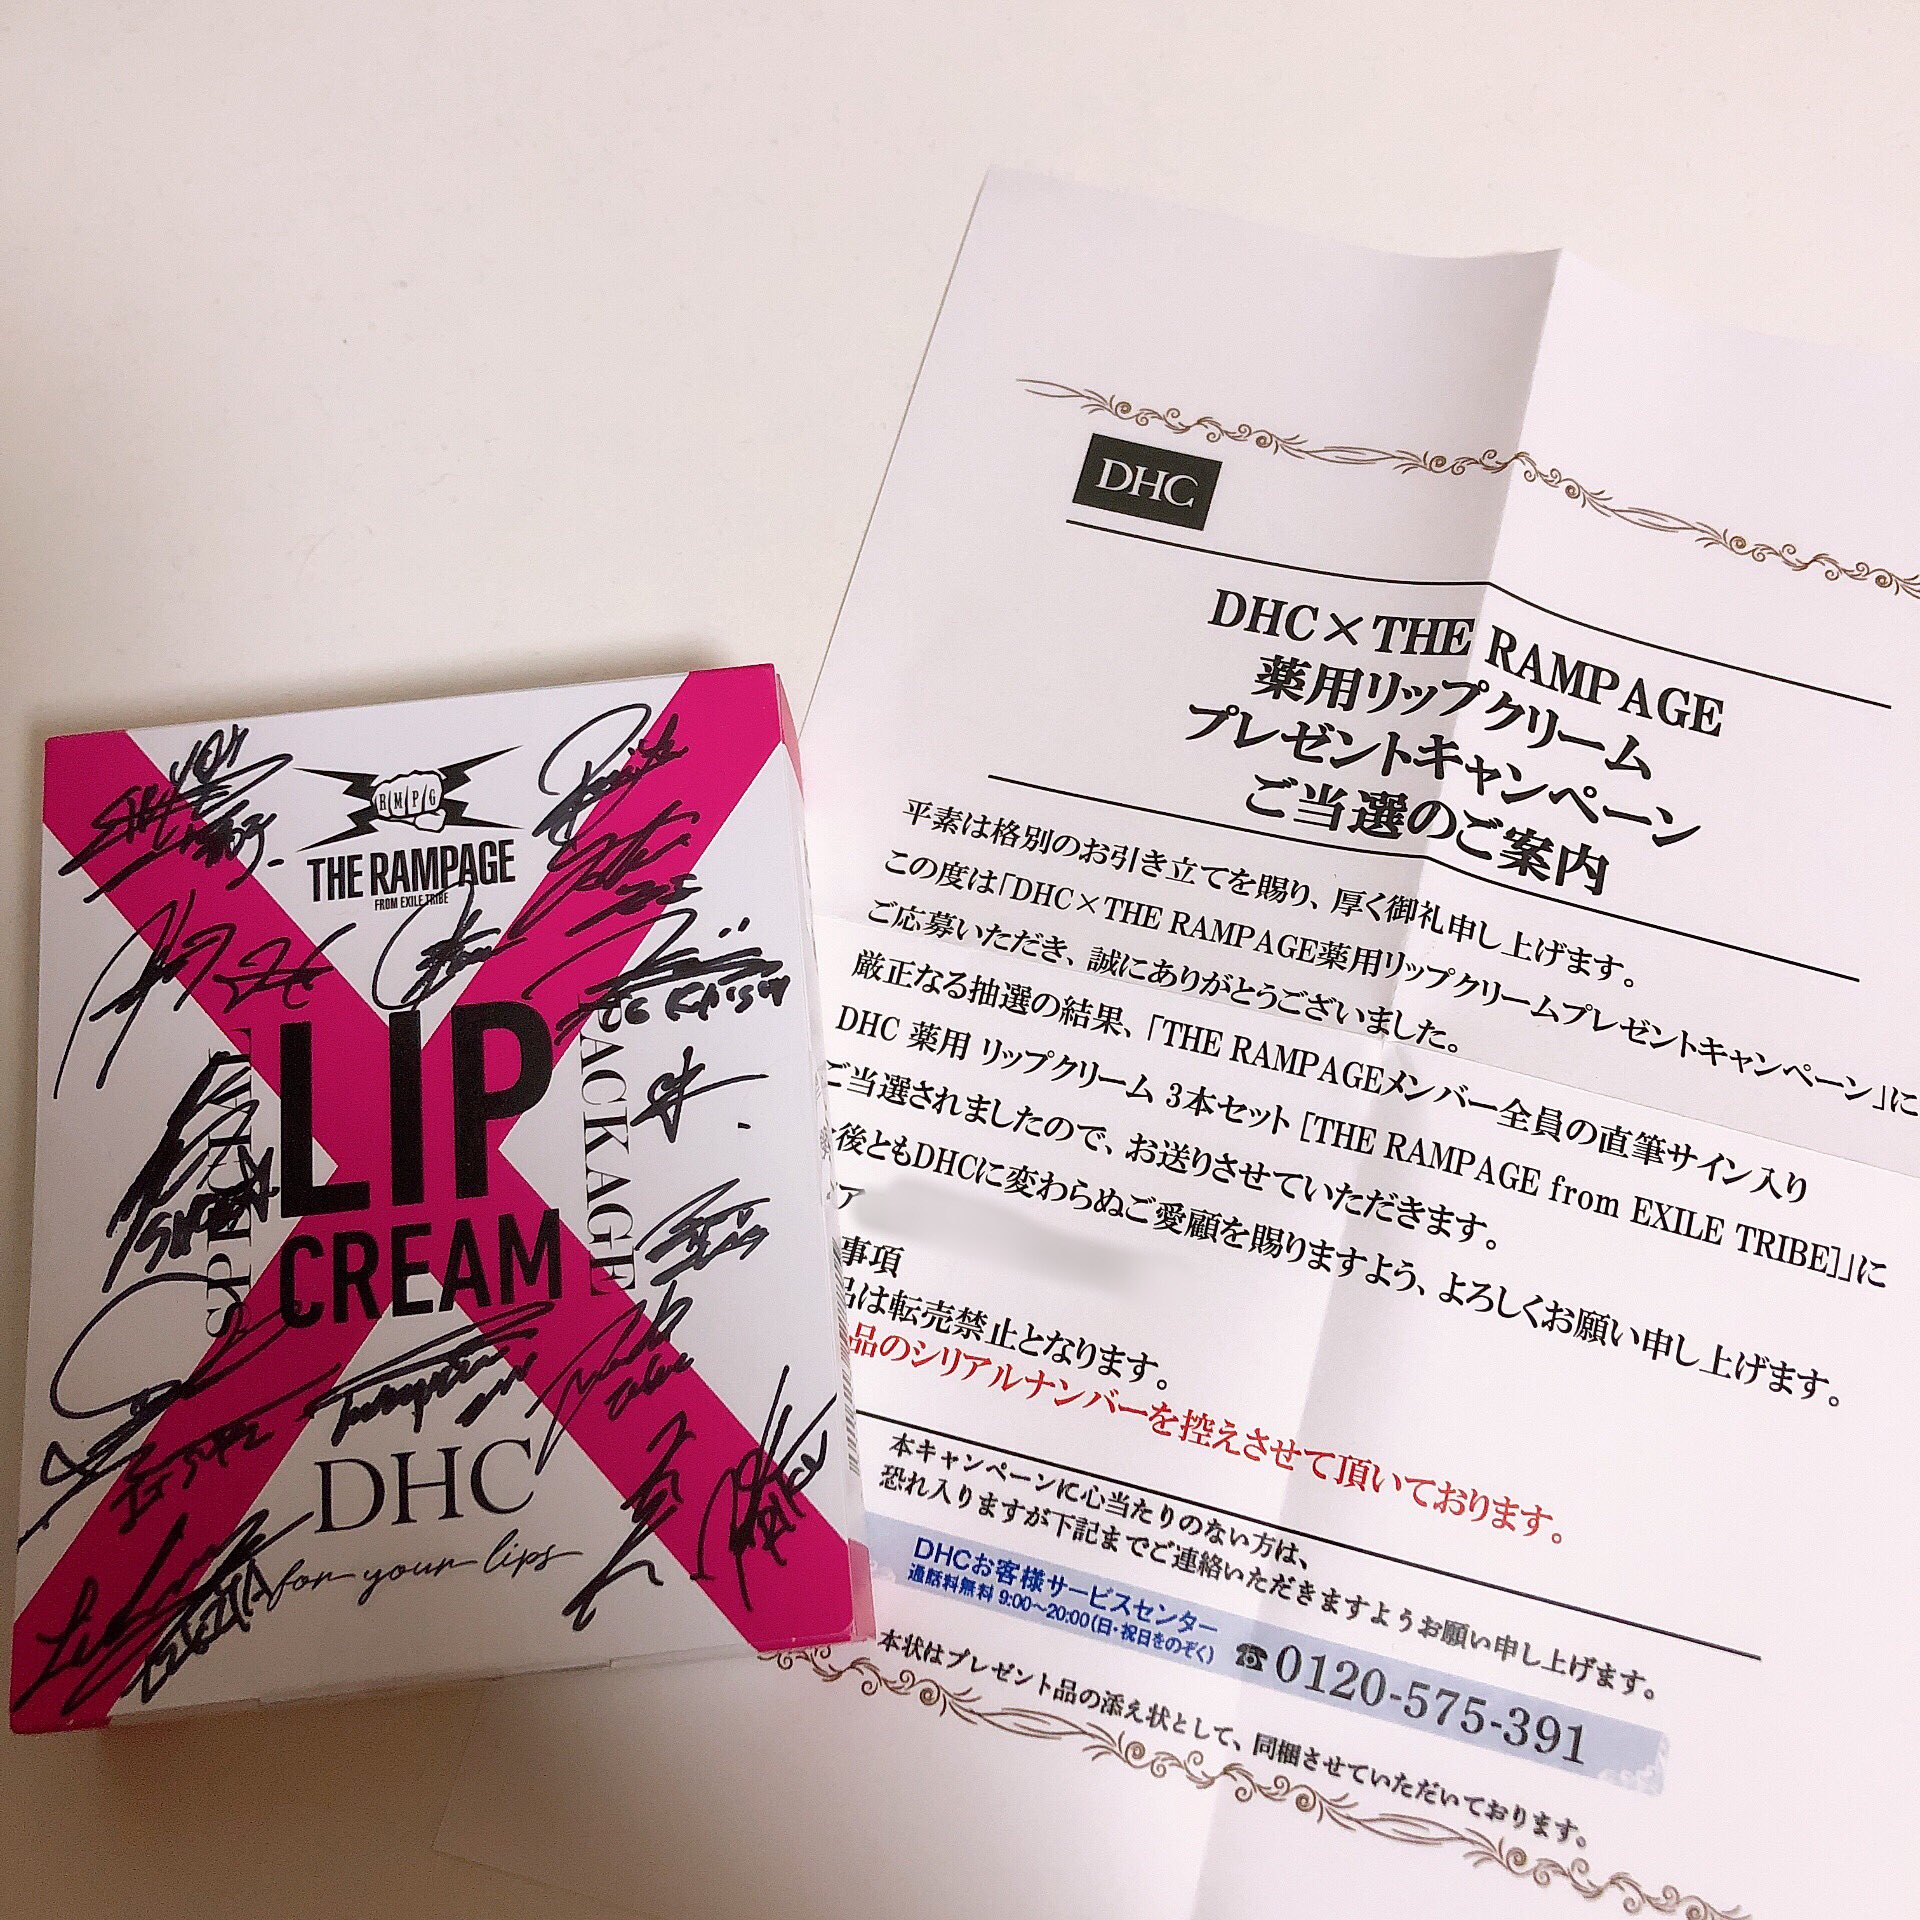 RMPG
THE RAMPAGE
FROM EXILE TRIBE
LIP
CREAM
PACKAGE
DHC
for your lips
DHC
DHC×THE RAMPAGE
薬用リップクリーム
プレゼントキャンペーン
ご当選のご案内
平素は格別のお引き立てを賜り、厚く御礼申し上げます。
この度は「DHC×THE RAMPAGE薬用リップクリームプレゼントキャンペーン」に
ご応募いただき、誠にありがとうございました。
厳正なる抽選の結果、「THE RAMPAGEメンバー全員の直筆サイン入り
DHC 薬用 リップクリーム 3本セット [THE RAMPAGE from EXILE TRIBE]」に
ご当選されましたので、お送りさせていただきます。
後ともDHCに変わらぬご愛顧を賜りますよう、よろしくお願い申し上げます。
事項
品は転売禁止となります。
品のシリアルナンバーを控えさせて頂いております。
本キャンペーンに心当たりのない方は、
恐れ入りますが下記までご連絡いただきますようお願い申し上げます。
DHCお客様サービスセンター
通話料無料 9:00～20:00(日・祝日をのぞく)
☎0120-575-391
本状はプレゼント品の添え状として、同梱させていただいております。